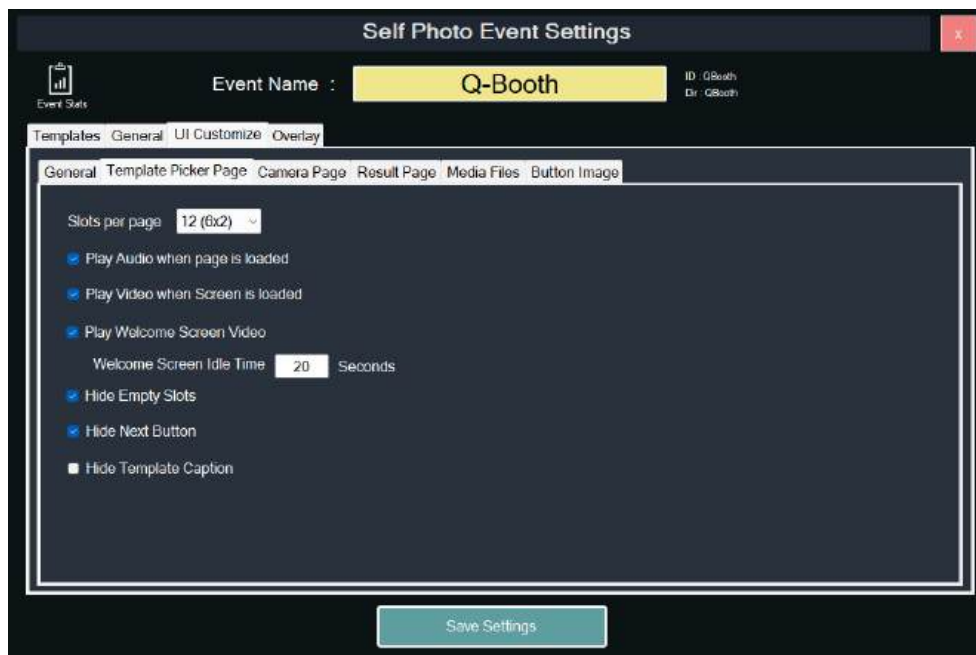 Self Photo Event Settings
x
Event Stats
Event Name :
Q-Booth
ID : QBooth
Dir : QBooth
Templates General UI Customize Overlay
General Template Picker Page Camera Page Result Page Media Files Button Image
Slots per page 12 (6x2)
Play Audio when page is loaded
Play Video when Screen is loaded
Play Welcome Screen Video
Welcome Screen Idle Time 20 Seconds
Hide Empty Slots
Hide Next Button
Hide Template Caption
Save Settings